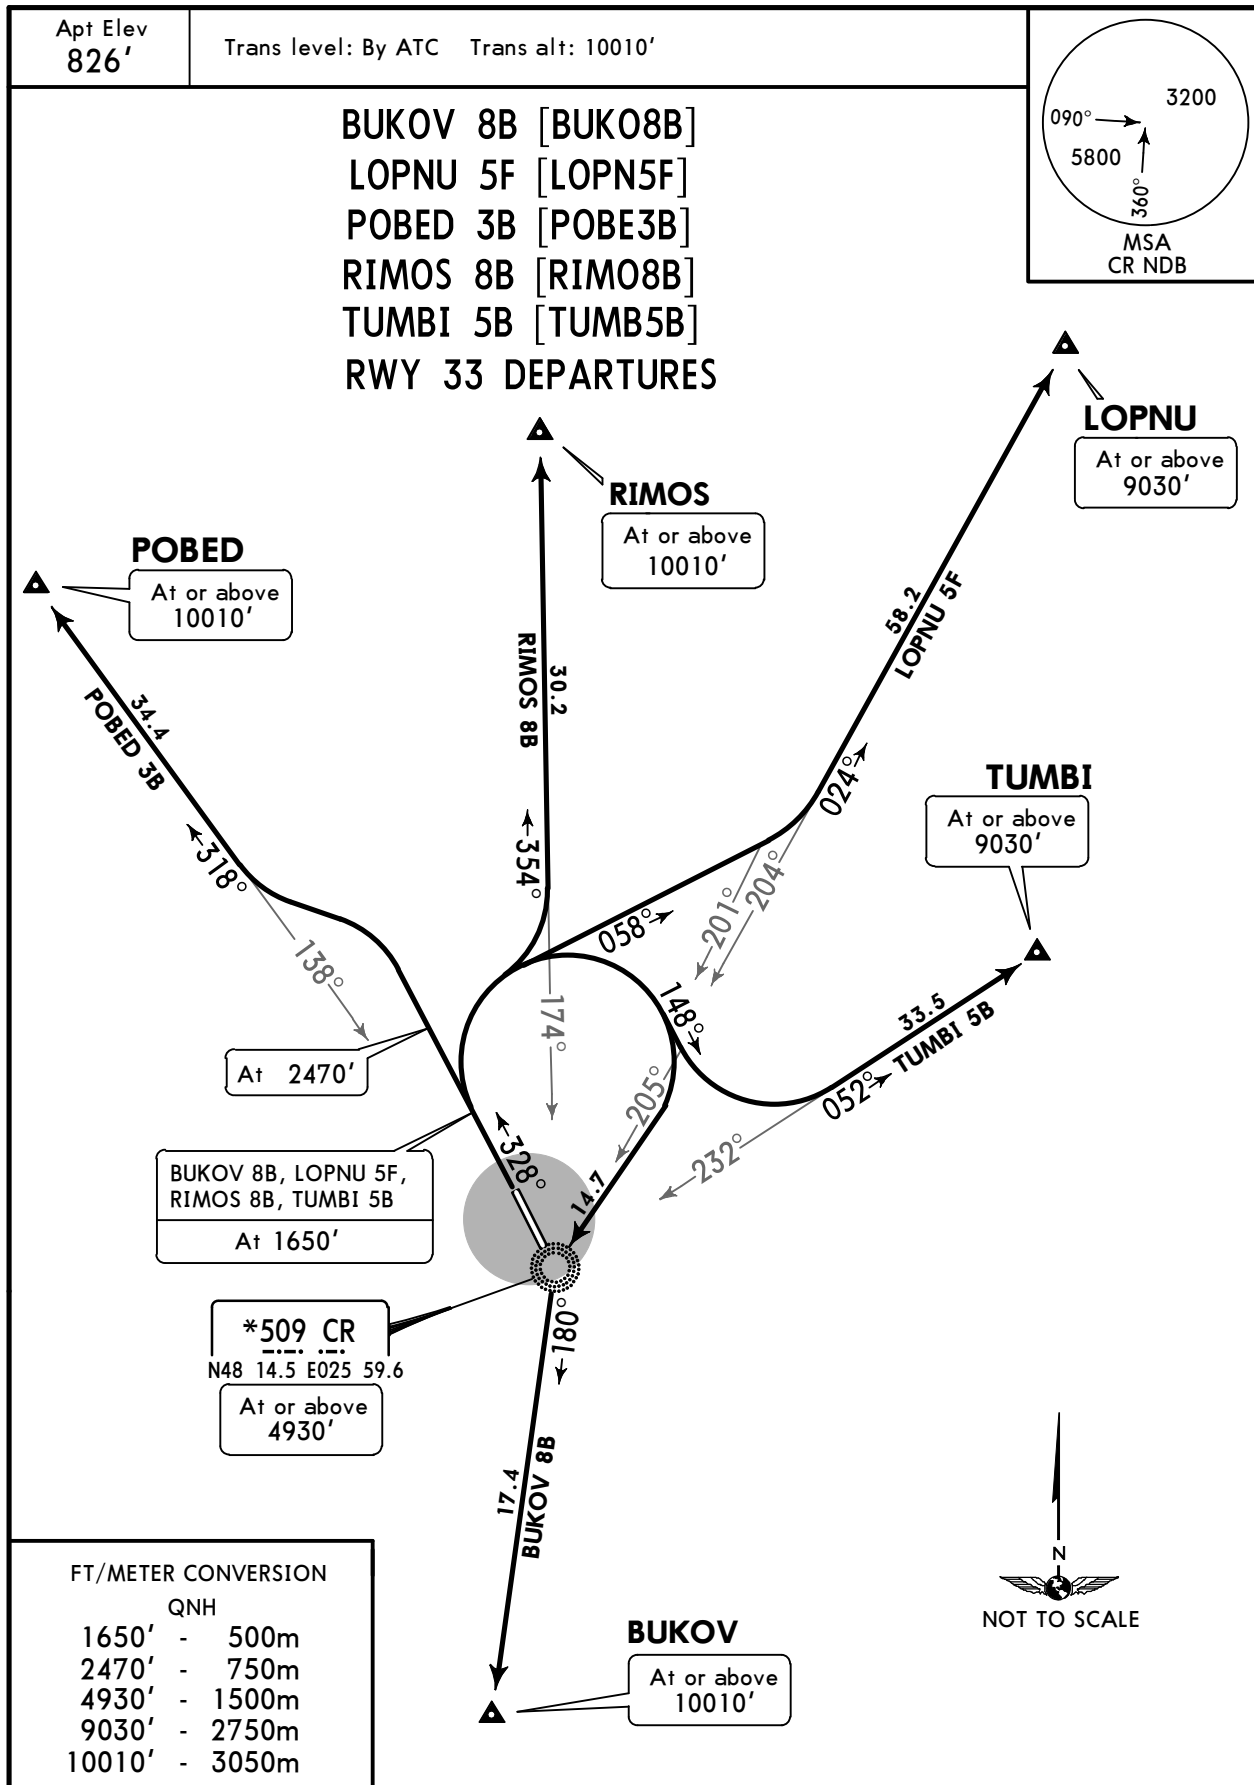 Apt Elev
826'
Trans level: By ATC Trans alt: 10010'
3200
090°
5800
360°
MSA
CR NDB
BUKOV 8B [BUKO8B]
LOPNU 5F [LOPN5F]
POBED 3B [POBE3B]
RIMOS 8B [RIMO8B]
TUMBI 5B [TUMB5B]
RWY 33 DEPARTURES
LOPNU
At or above
9030'
RIMOS
At or above
10010'
POBED
At or above
10010'
58.2
LOPNU 5F
30.2
RIMOS 8B
34.4
POBED 3B
TUMBI
At or above
9030'
024°
318°
354°
204°
201°
058°
138°
174°
148°
33.5
TUMBI 5B
052°
At 2470'
205°
232°
328°
BUKOV 8B, LOPNU 5F,
RIMOS 8B, TUMBI 5B
At 1650'
14.7
*509 CR
N48 14.5 E025 59.6
At or above
4930'
180°
17.4
BUKOV 8B
N
NOT TO SCALE
BUKOV
At or above
10010'
FT/METER CONVERSION
QNH
1650' - 500m
2470' - 750m
4930' - 1500m
9030' - 2750m
10010' - 3050m